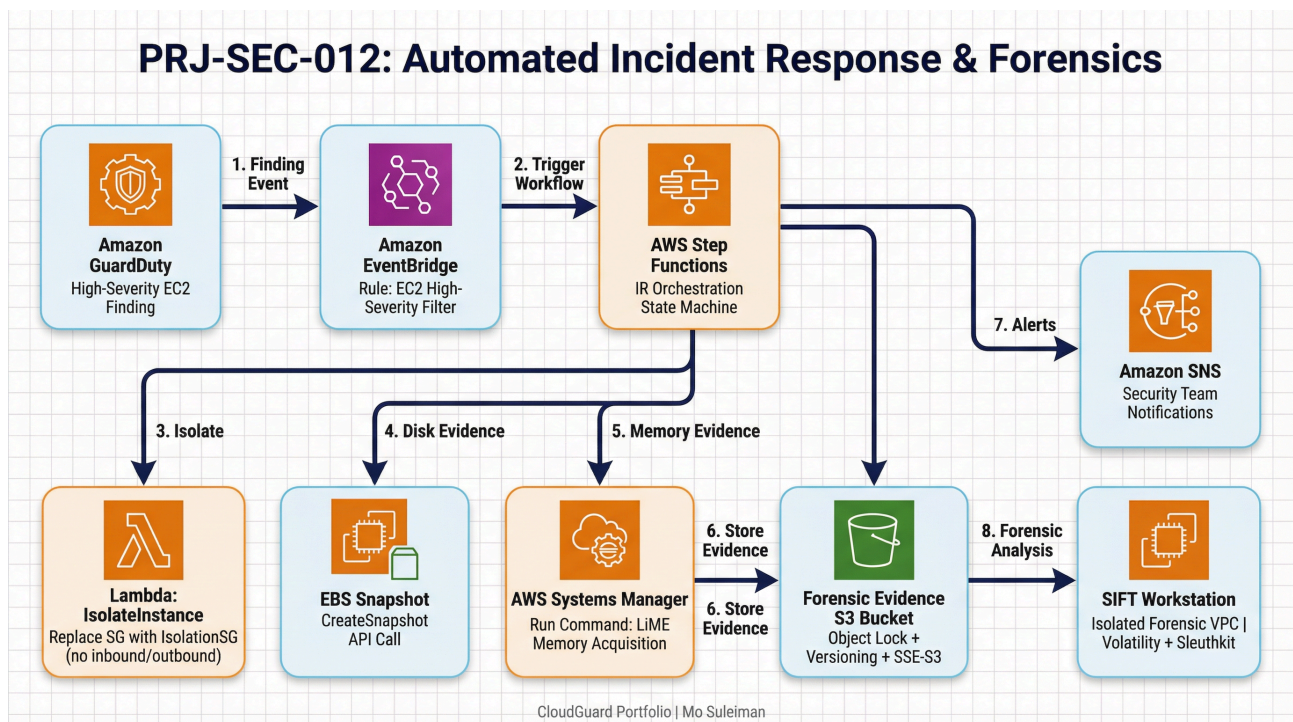 PRJ-SEC-012: Automated Incident Response & Forensics
1. Finding
Event
2. Trigger
Workflow
Amazon
GuardDuty
High-Severity EC2
Finding
Amazon
EventBridge
Rule: EC2 High-
Severity Filter
AWS Step
Functions
IR Orchestration
State Machine
7. Alerts
Amazon SNS
Security Team
Notifications
3. Isolate
4. Disk Evidence
5. Memory Evidence
Lambda:
IsolateInstance
Replace SG with IsolationSG
(no inbound/outbound)
EBS Snapshot
CreateSnapshot
API Call
AWS Systems Manager
Run Command: LiME
Memory Acquisition
6. Store
Evidence
6. Store
Evidence
Forensic Evidence
S3 Bucket
Object Lock +
Versioning + SSE-S3
8. Forensic
Analysis
SIFT Workstation
Isolated Forensic VPC |
Volatility + Sleuthkit
CloudGuard Portfolio | Mo Suleiman